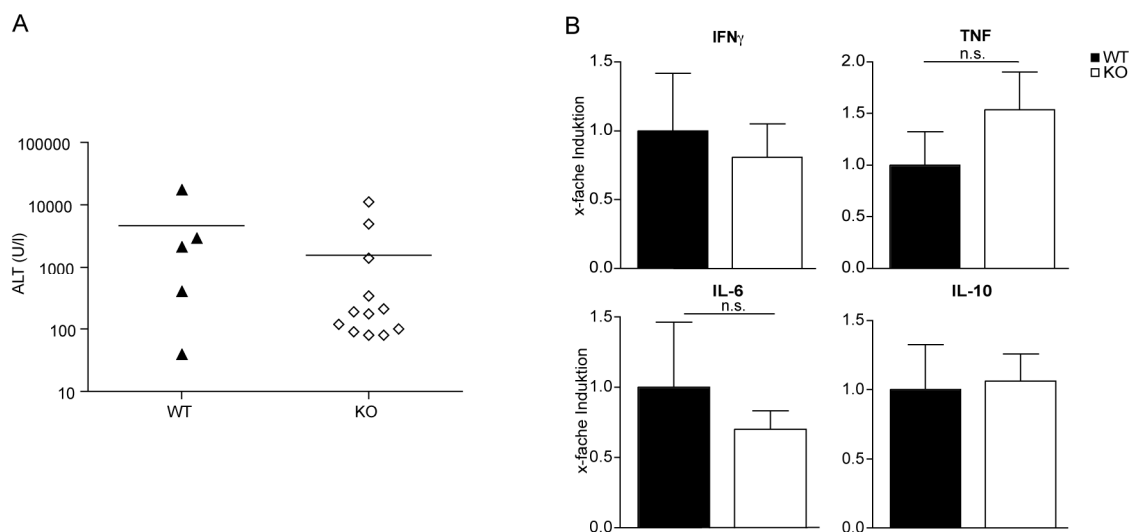 A
ALT (U/l)
100000
10000
1000
100
10
WT
KO
B
IFNγ
x-fache Induktion
1.5
1.0
0.5
0.0
TNF
n.s.
2.0
1.5
1.0
0.5
0.0
WT
KO
IL-6
n.s.
x-fache Induktion
1.5
1.0
0.5
0.0
IL-10
1.5
1.0
0.5
0.0